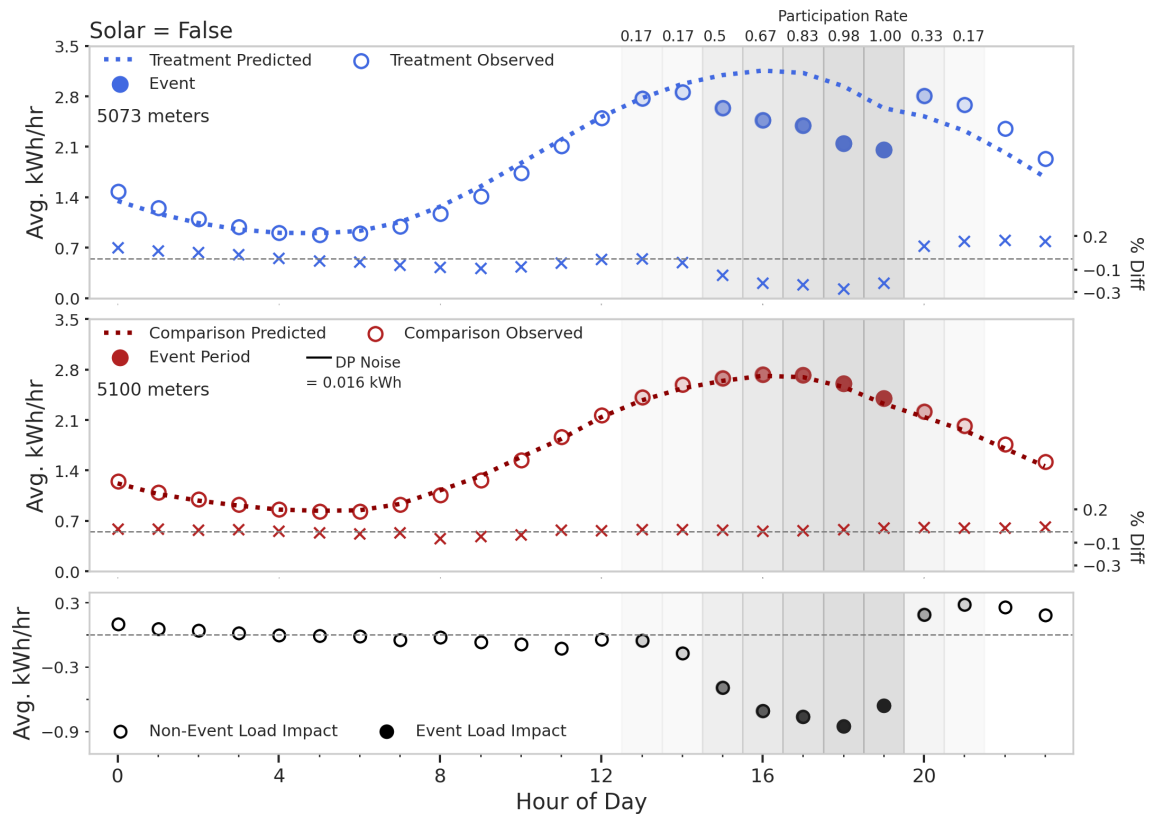 Participation Rate
Solar = False
0.17 0.17 0.5 0.67 0.83 0.98 1.00 0.33 0.17
3.5
Treatment Predicted Treatment Observed
Event
2.8
5073 meters
2.1
1.4
0.7
0.0
Avg. kWh/hr
0.2
−0.1
−0.3
% Diff
3.5
Comparison Predicted Comparison Observed
Event Period DP Noise
= 0.016 kWh
2.8
5100 meters
2.1
1.4
0.7
0.0
Avg. kWh/hr
0.2
−0.1
−0.3
% Diff
0.3
−0.3
−0.9
Avg. kWh/hr
Non-Event Load Impact Event Load Impact
0 4 8 12 16 20
Hour of Day